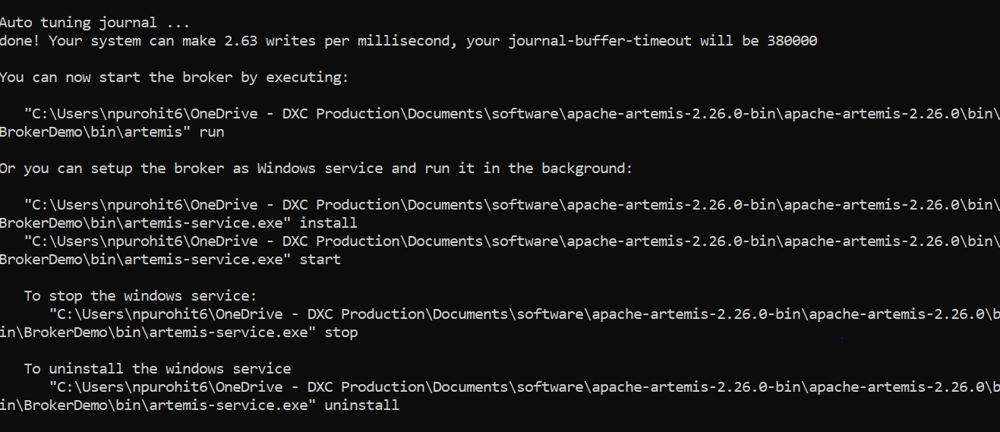 Auto tuning journal ...
done! Your system can make 2.63 writes per millisecond, your journal-buffer-timeout will be 380000
You can now start the broker by executing:
"C:\Users\npurohit6\OneDrive - DXC Production\Documents\software\apache-artemis-2.26.0-bin\apache-artemis-2.26.0\bin\
BrokerDemo\bin\artemis" run
Or you can setup the broker as Windows service and run it in the background:
"C:\Users\npurohit6\OneDrive - DXC Production\Documents\software\apache-artemis-2.26.0-bin\apache-artemis-2.26.0\bin\
BrokerDemo\bin\artemis-service.exe" install
"C:\Users\npurohit6\OneDrive - DXC Production\Documents\software\apache-artemis-2.26.0-bin\apache-artemis-2.26.0\bin\
BrokerDemo\bin\artemis-service.exe" start
To stop the windows service:
"C:\Users\npurohit6\OneDrive - DXC Production\Documents\software\apache-artemis-2.26.0-bin\apache-artemis-2.26.0\b
in\BrokerDemo\bin\artemis-service.exe" stop
To uninstall the windows service
"C:\Users\npurohit6\OneDrive - DXC Production\Documents\software\apache-artemis-2.26.0-bin\apache-artemis-2.26.0\b
in\BrokerDemo\bin\artemis-service.exe" uninstall